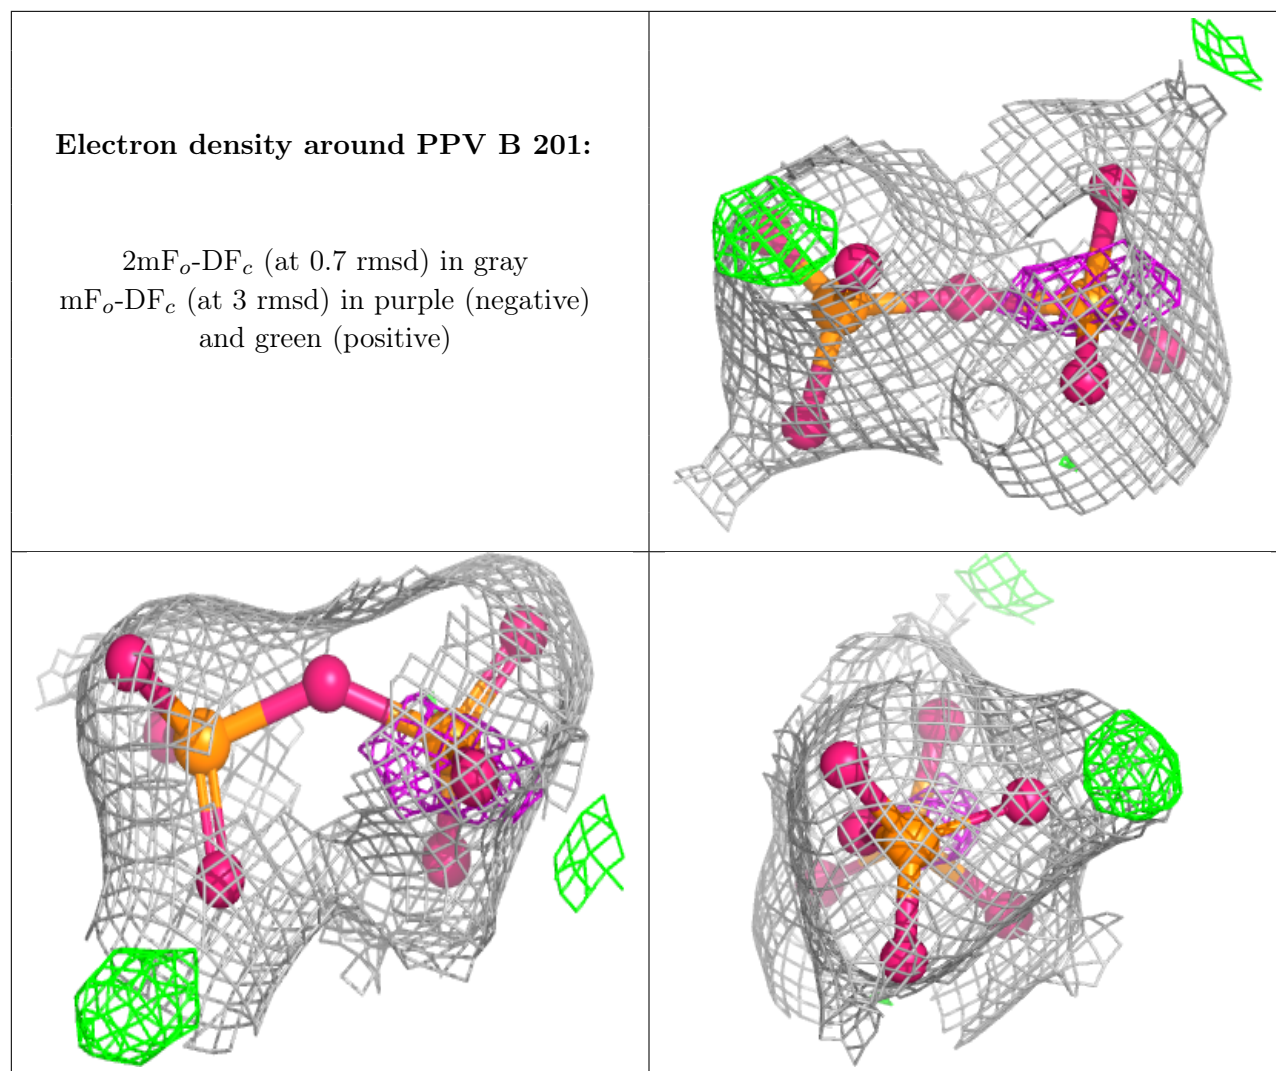 Electron density around PPV B 201:
2mFo-DFc (at 0.7 rmsd) in gray
mFo-DFc (at 3 rmsd) in purple (negative)
and green (positive)